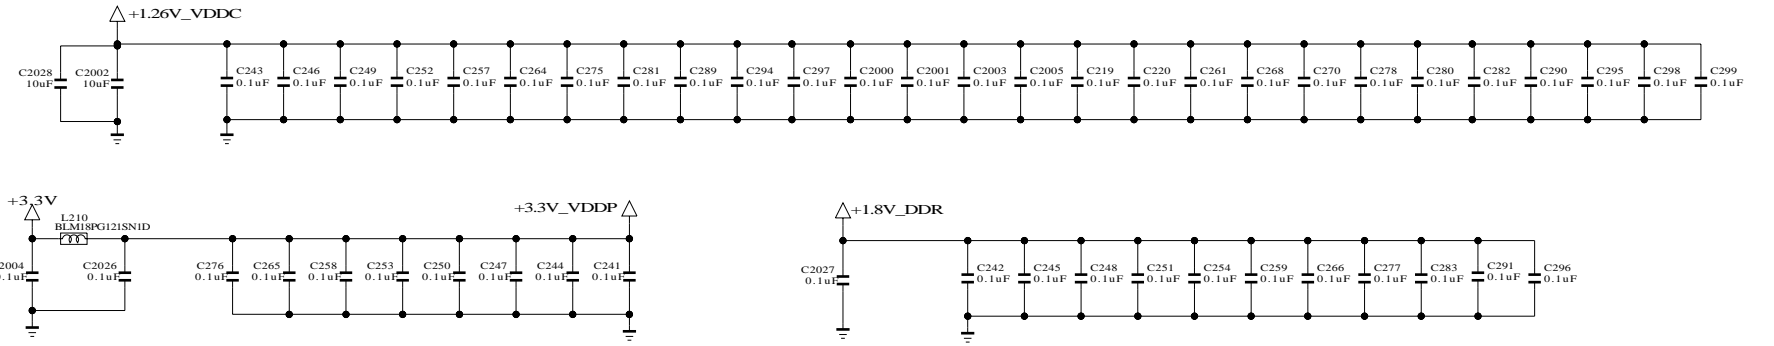 +1.26V_VDDC
C2028
10uF
C2002
10uF
C243
0.1uF
C246
0.1uF
C249
0.1uF
C252
0.1uF
C257
0.1uF
C264
0.1uF
C275
0.1uF
C281
0.1uF
C289
0.1uF
C294
0.1uF
C297
0.1uF
C2000
0.1uF
C2001
0.1uF
C2003
0.1uF
C2005
0.1uF
C219
0.1uF
C220
0.1uF
C261
0.1uF
C268
0.1uF
C270
0.1uF
C278
0.1uF
C280
0.1uF
C282
0.1uF
C290
0.1uF
C295
0.1uF
C298
0.1uF
C299
0.1uF
+3.3V
L210
BLM18PG121SN1D
+3.3V_VDDP
2004
0.1uF
C2026
0.1uF
C276
0.1uF
C265
0.1uF
C258
0.1uF
C253
0.1uF
C250
0.1uF
C247
0.1uF
C244
0.1uF
C241
0.1uF
+1.8V_DDR
C2027
0.1uF
C242
0.1uF
C245
0.1uF
C248
0.1uF
C251
0.1uF
C254
0.1uF
C259
0.1uF
C266
0.1uF
C277
0.1uF
C283
0.1uF
C291
0.1uF
C296
0.1uF